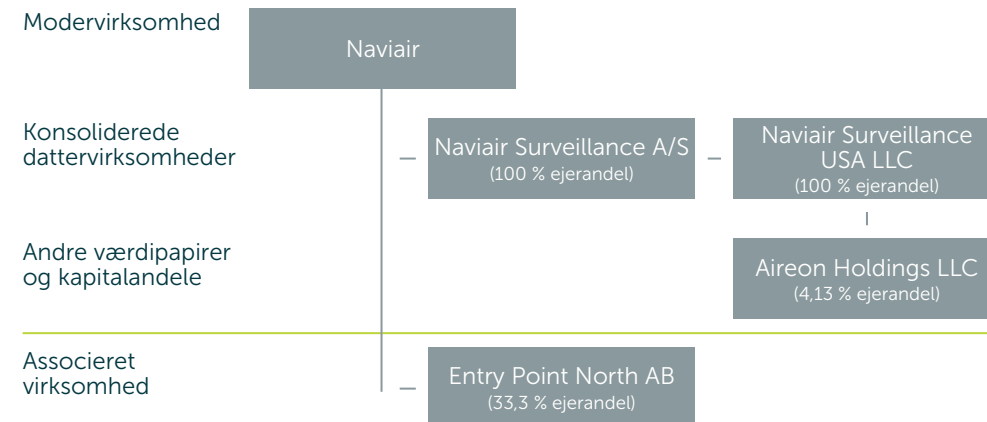 Modervirksomhed
Naviair
Konsoliderede
dattervirksomheder
Naviair Surveillance A/S
(100 % ejerandel)
Naviair Surveillance
USA LLC
(100 % ejerandel)
Andre værdipapirer
og kapitalandele
Aireon Holdings LLC
(4,13 % ejerandel)
Associeret
virksomhed
Entry Point North AB
(33,3 % ejerandel)